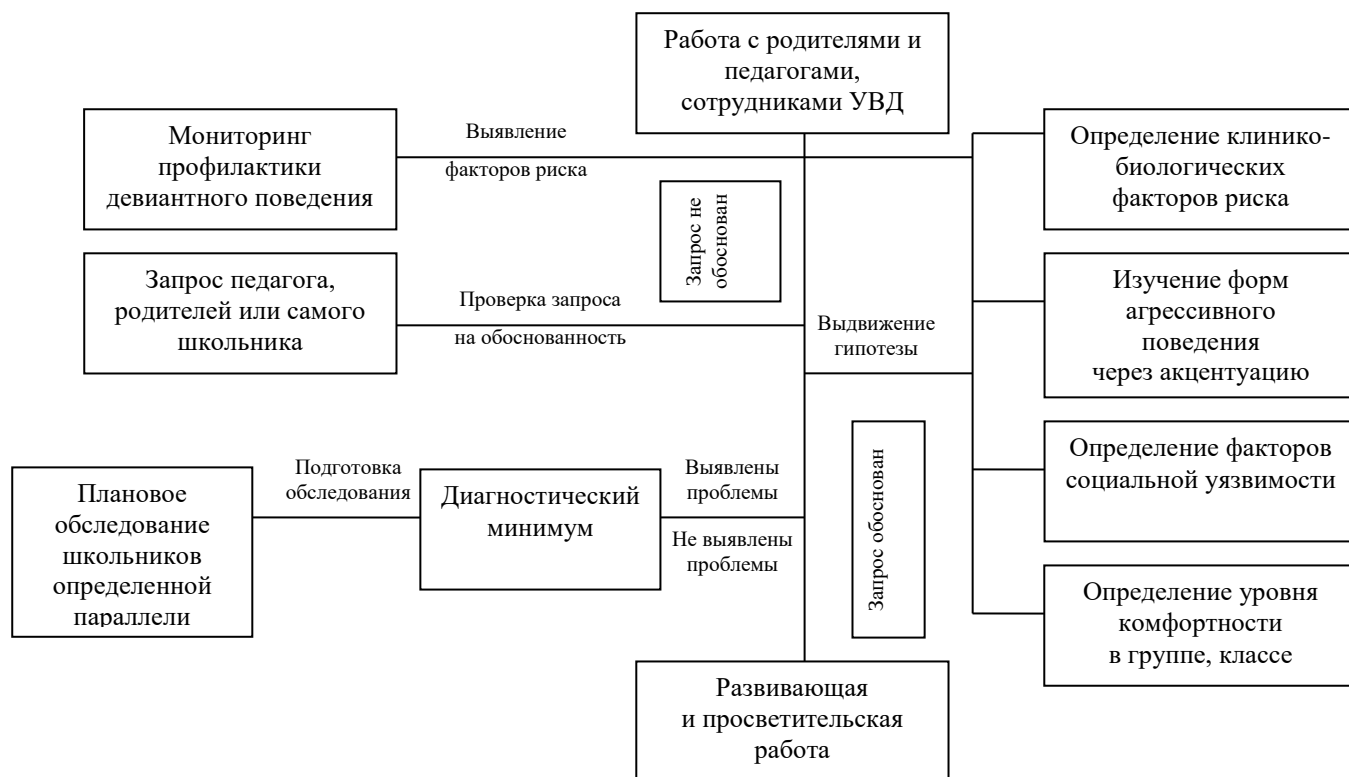 Работа с родителями и
педагогами,
сотрудниками УВД
Мониторинг
профилактики
девиантного поведения
Выявление
факторов риска
Запрос не
обоснован
Определение клинико-
биологических
факторов риска
Запрос педагога,
родителей или самого
школьника
Проверка запроса
на обоснованность
Выдвижение
гипотезы
Изучение форм
агрессивного
поведения
через акцентуацию
Плановое
обследование
школьников
определенной
параллели
Подготовка
обследования
Диагностический
минимум
Выявлены
проблемы
Не выявлены
проблемы
Запрос обоснован
Определение факторов
социальной уязвимости
Определение уровня
комфортности
в группе, классе
Развивающая
и просветительская
работа